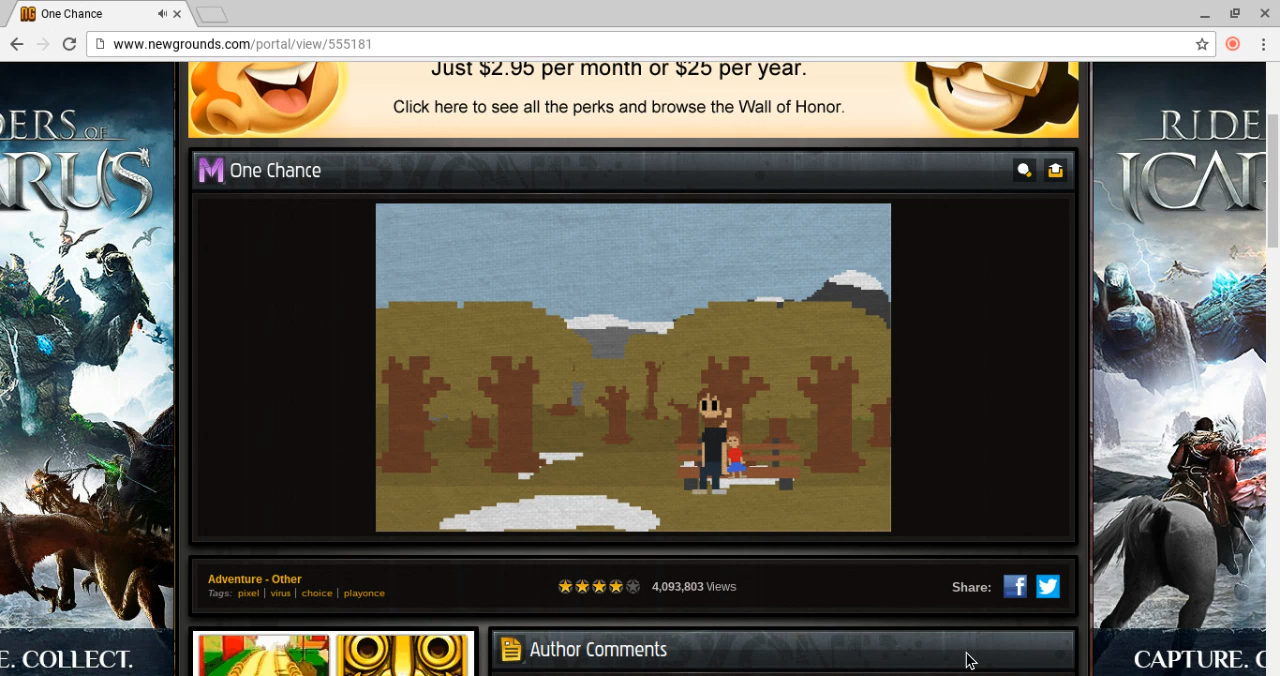 One Chance
www.newgrounds.com/portal/view/555181
Just $2.95 per month or $25 per year.
Click here to see all the perks and browse the Wall of Honor.
DERS OF
ARUS
RIDE
ICA
M One Chance
Adventure - Other
Tags: pixel | virus | choice | playonce
4,093,803 Views
Share:
Author Comments
E. COLLECT.
CAPTURE. C